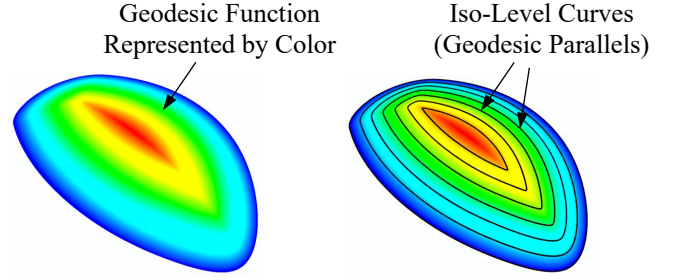 Geodesic Function
Represented by Color
Iso-Level Curves
(Geodesic Parallels)